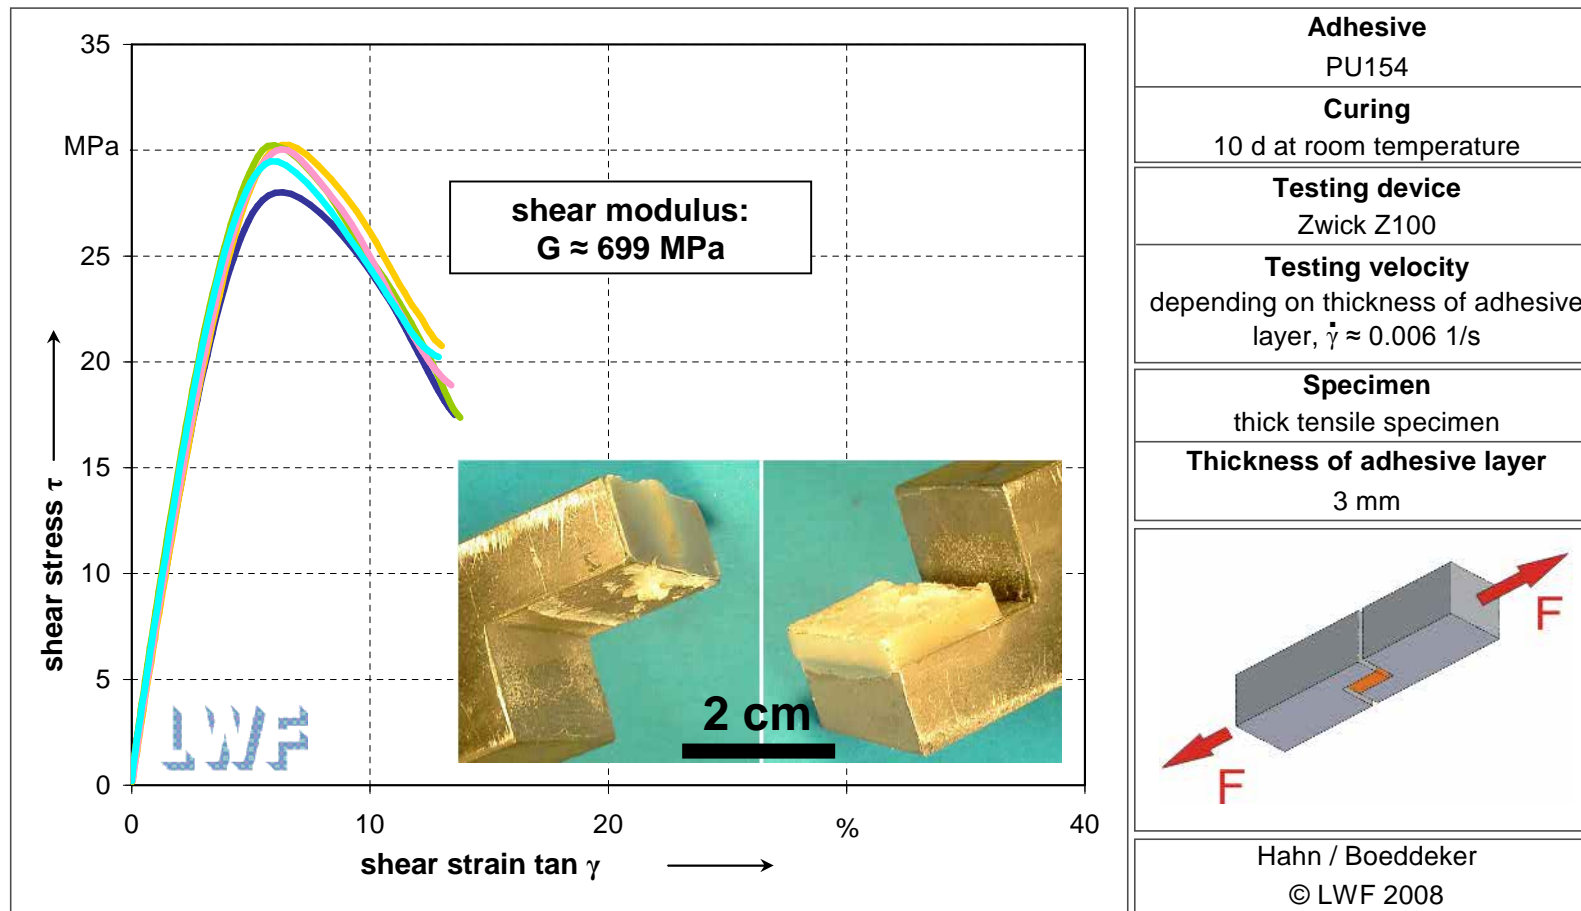 35
MPa
25
20
15
10
5
0
0
10
20
%
40
shear stress τ
shear strain tan γ
shear modulus:
G ≈ 699 MPa
2 cm
LWF
Adhesive
PU154
Curing
10 d at room temperature
Testing device
Zwick Z100
Testing velocity
depending on thickness of adhesive
layer, γ̇ ≈ 0.006 1/s
Specimen
thick tensile specimen
Thickness of adhesive layer
3 mm
F
F
Hahn / Boeddeker
© LWF 2008